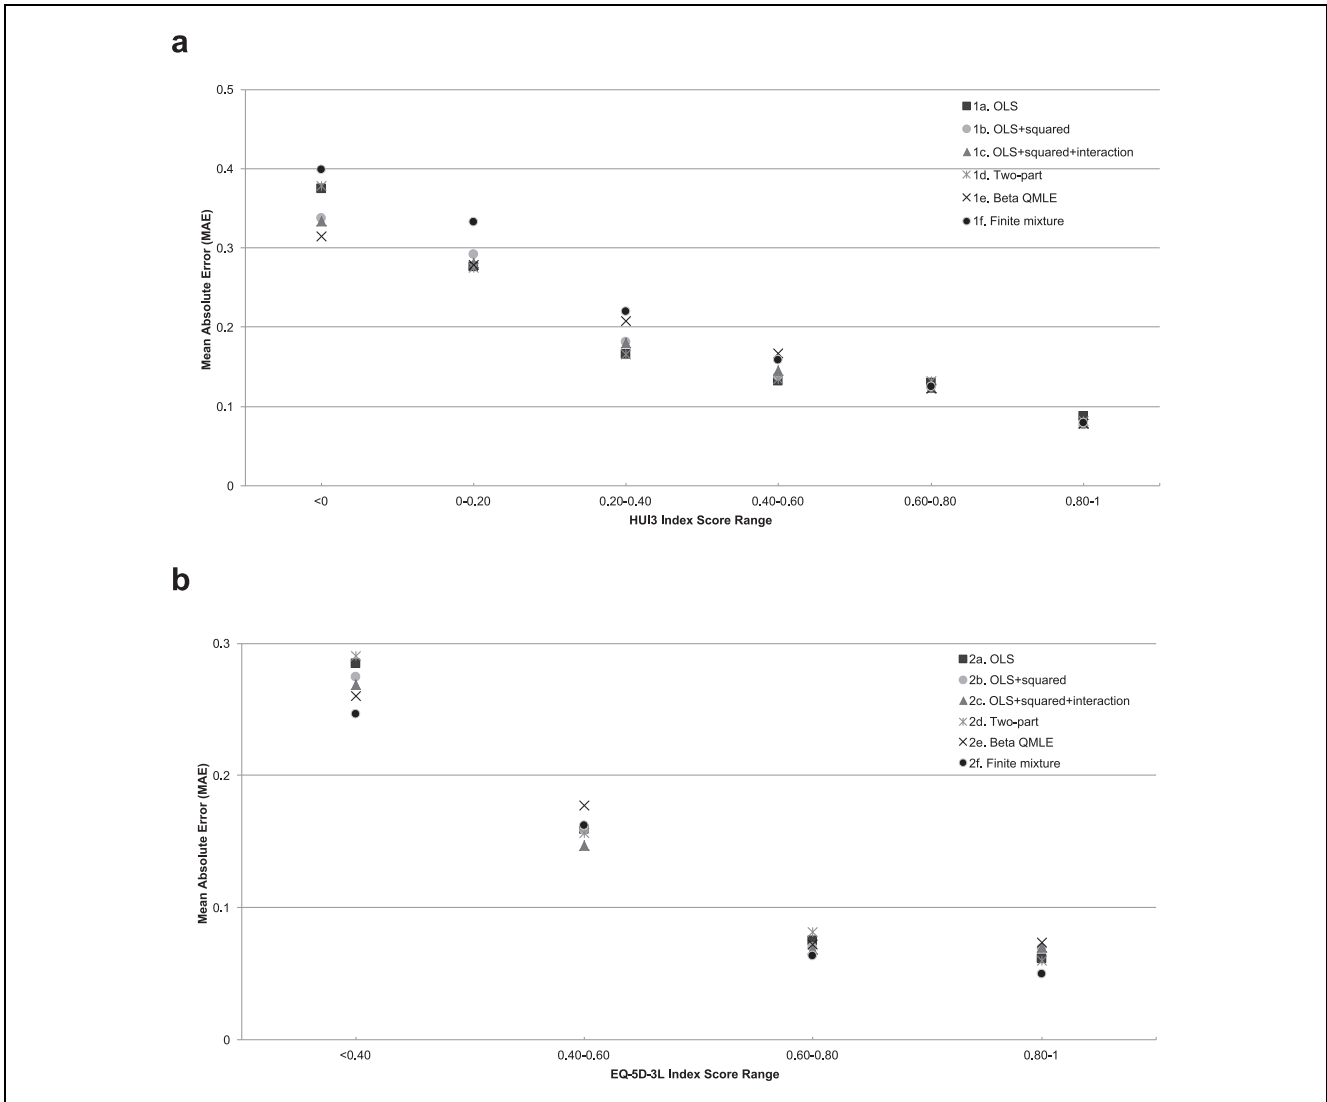 a
0.5
0.4
0.3
0.2
0.1
0
Mean Absolute Error (MAE)
1a. OLS
1b. OLS+squared
1c. OLS+squared+interaction
1d. Two-part
1e. Beta QMLE
1f. Finite mixture
<0
0-0.20
0.20-0.40
0.40-0.60
0.60-0.80
0.80-1
HUI3 Index Score Range
b
0.3
0.2
0.1
0
Mean Absolute Error (MAE)
2a. OLS
2b. OLS+squared
2c. OLS+squared+interaction
2d. Two-part
2e. Beta QMLE
2f. Finite mixture
<0.40
0.40-0.60
0.60-0.80
0.80-1
EQ-5D-3L Index Score Range